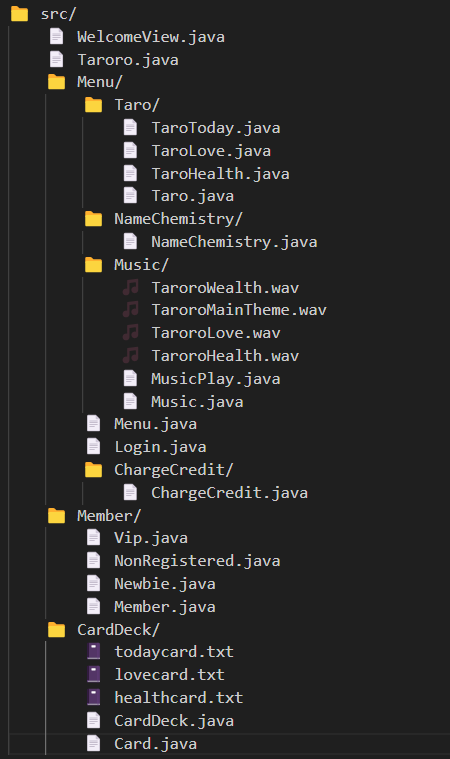 src/
WelcomeView.java
Taroro.java
Menu/
Taro/
TaroToday.java
TaroLove.java
TaroHealth.java
Taro.java
NameChemistry/
NameChemistry.java
Music/
TaroroWealth.wav
TaroroMainTheme.wav
TaroroLove.wav
TaroroHealth.wav
MusicPlay.java
Music.java
Menu.java
Login.java
ChargeCredit/
ChargeCredit.java
Member/
Vip.java
NonRegistered.java
Newbie.java
Member.java
CardDeck/
todaycard.txt
lovecard.txt
healthcard.txt
CardDeck.java
Card.java